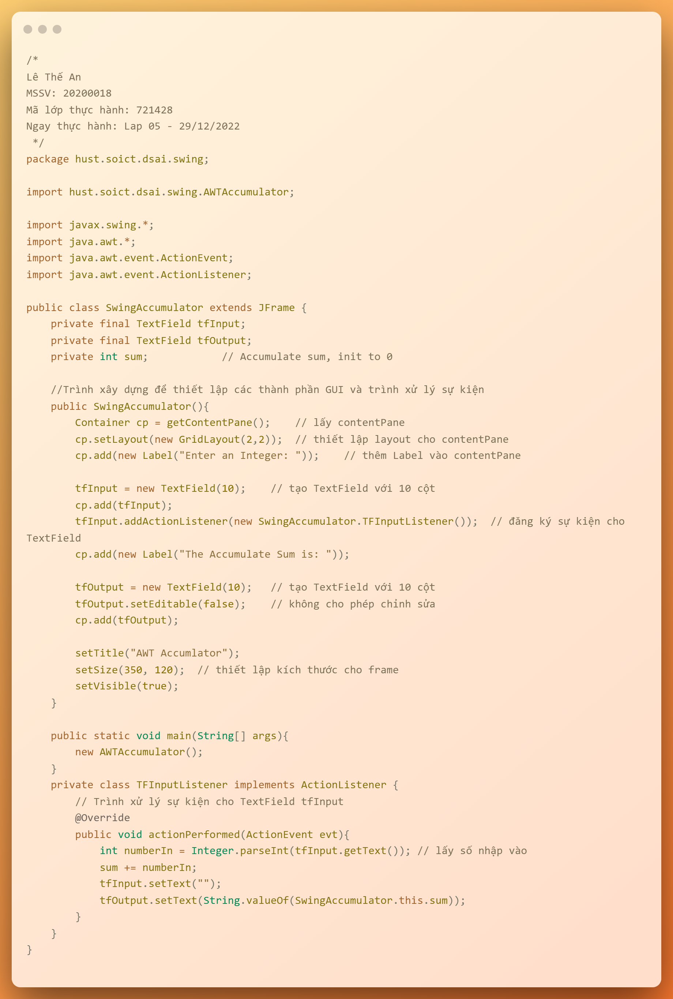 /*
Lê Thế An
MSSV: 20200018
Mã lớp thực hành: 721428
Ngay thực hành: Lap 05 - 29/12/2022
 */
package hust.soict.dsai.swing;

import hust.soict.dsai.swing.AWTAccumulator;

import javax.swing.*;
import java.awt.*;
import java.awt.event.ActionEvent;
import java.awt.event.ActionListener;

public class SwingAccumulator extends JFrame {
    private final TextField tfInput;
    private final TextField tfOutput;
    private int sum;            // Accumulate sum, init to 0

    //Trình xây dựng để thiết lập các thành phần GUI và trình xử lý sự kiện
    public SwingAccumulator(){
        Container cp = getContentPane();    // lấy contentPane
        cp.setLayout(new GridLayout(2,2));  // thiết lập layout cho contentPane
        cp.add(new Label("Enter an Integer: "));    // thêm Label vào contentPane

        tfInput = new TextField(10);    // tạo TextField với 10 cột
        cp.add(tfInput);
        tfInput.addActionListener(new SwingAccumulator.TFInputListener());  // đăng ký sự kiện cho
TextField
        cp.add(new Label("The Accumulate Sum is: "));

        tfOutput = new TextField(10);   // tạo TextField với 10 cột
        tfOutput.setEditable(false);    // không cho phép chỉnh sửa
        cp.add(tfOutput);

        setTitle("AWT Accumlator");
        setSize(350, 120);  // thiết lập kích thước cho frame
        setVisible(true);
    }

    public static void main(String[] args){
        new AWTAccumulator();
    }
    private class TFInputListener implements ActionListener {
        // Trình xử lý sự kiện cho TextField tfInput
        @Override
        public void actionPerformed(ActionEvent evt){
            int numberIn = Integer.parseInt(tfInput.getText()); // lấy số nhập vào
            sum += numberIn;
            tfInput.setText("");
            tfOutput.setText(String.valueOf(SwingAccumulator.this.sum));
        }
    }
}